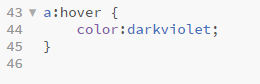 43 ▼ a:hover {
44     color:darkviolet;
45 }
46